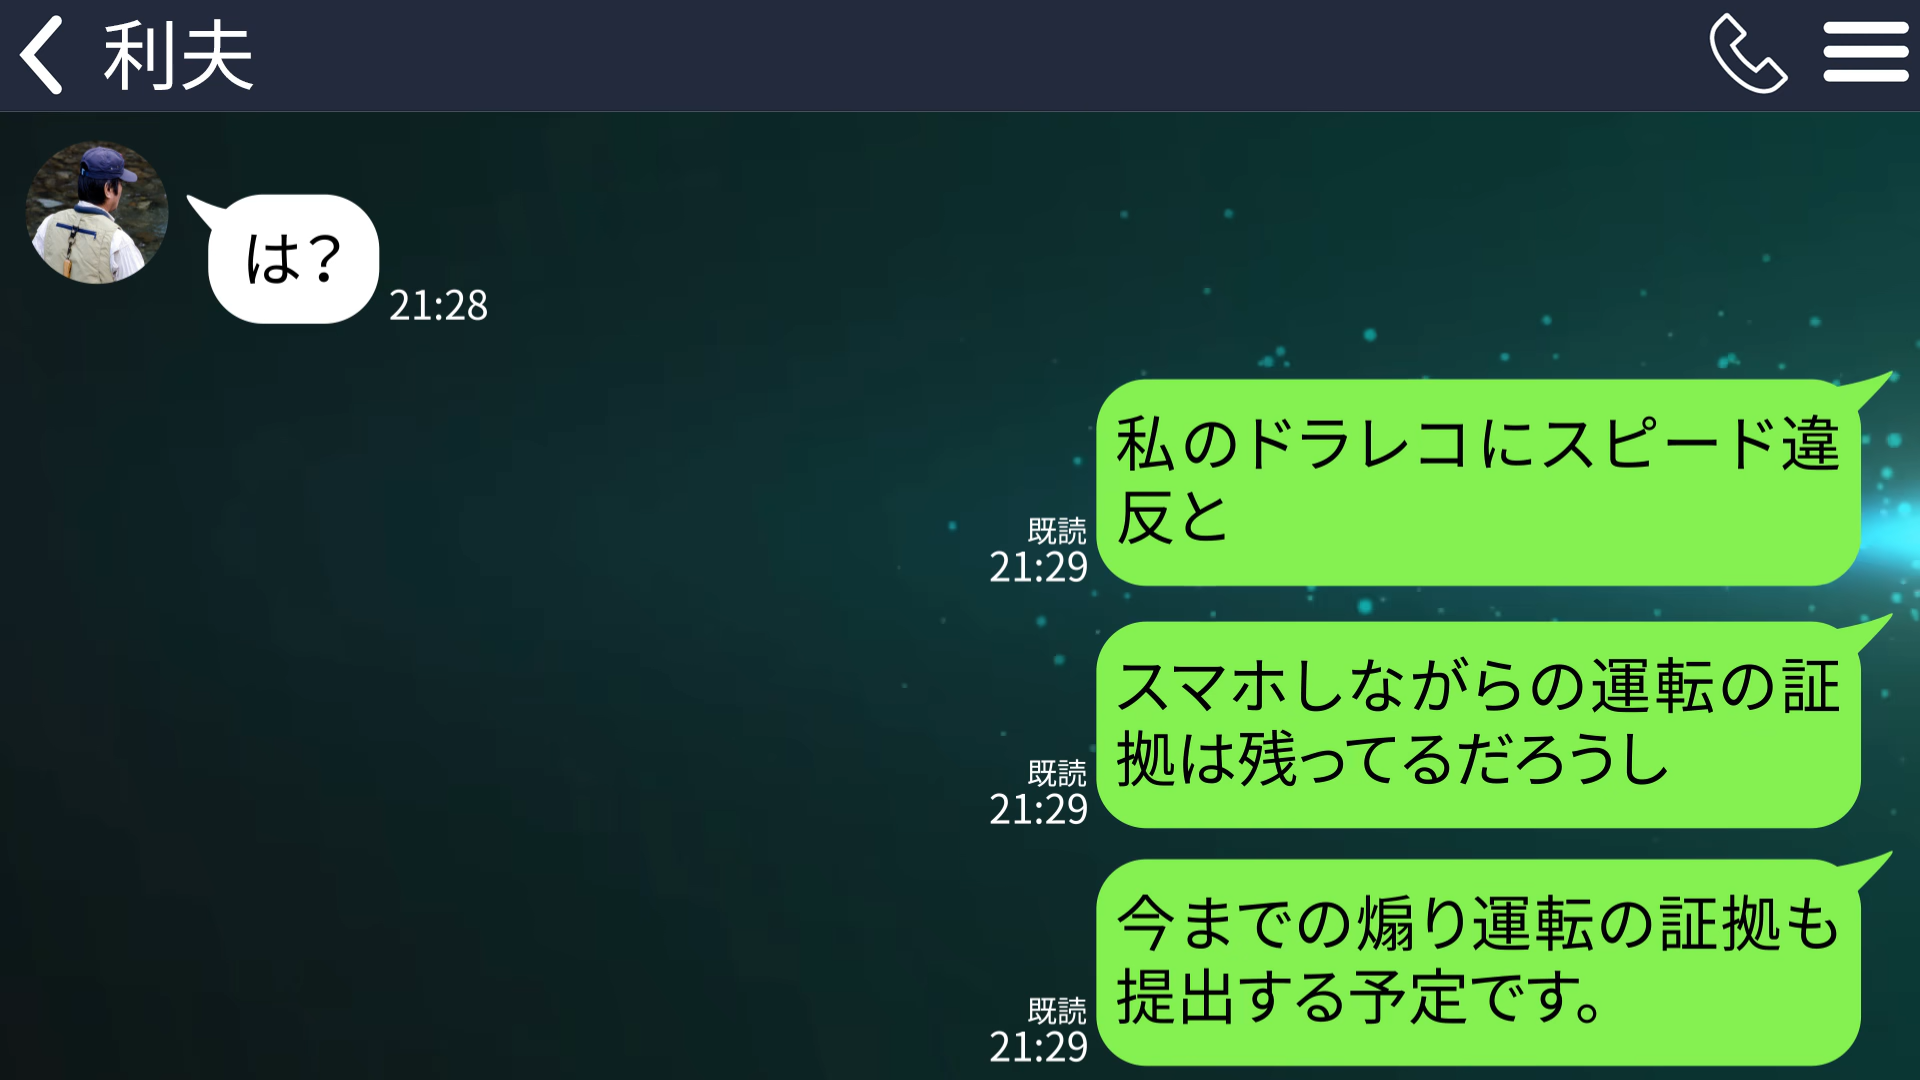 利夫
は？
21:28
私のドラレコにスピード違
反と
既読
21:29
スマホしながらの運転の証
拠は残ってるだろうし
既読
21:29
今までの煽り運転の証拠も
提出する予定です。
既読
21:29